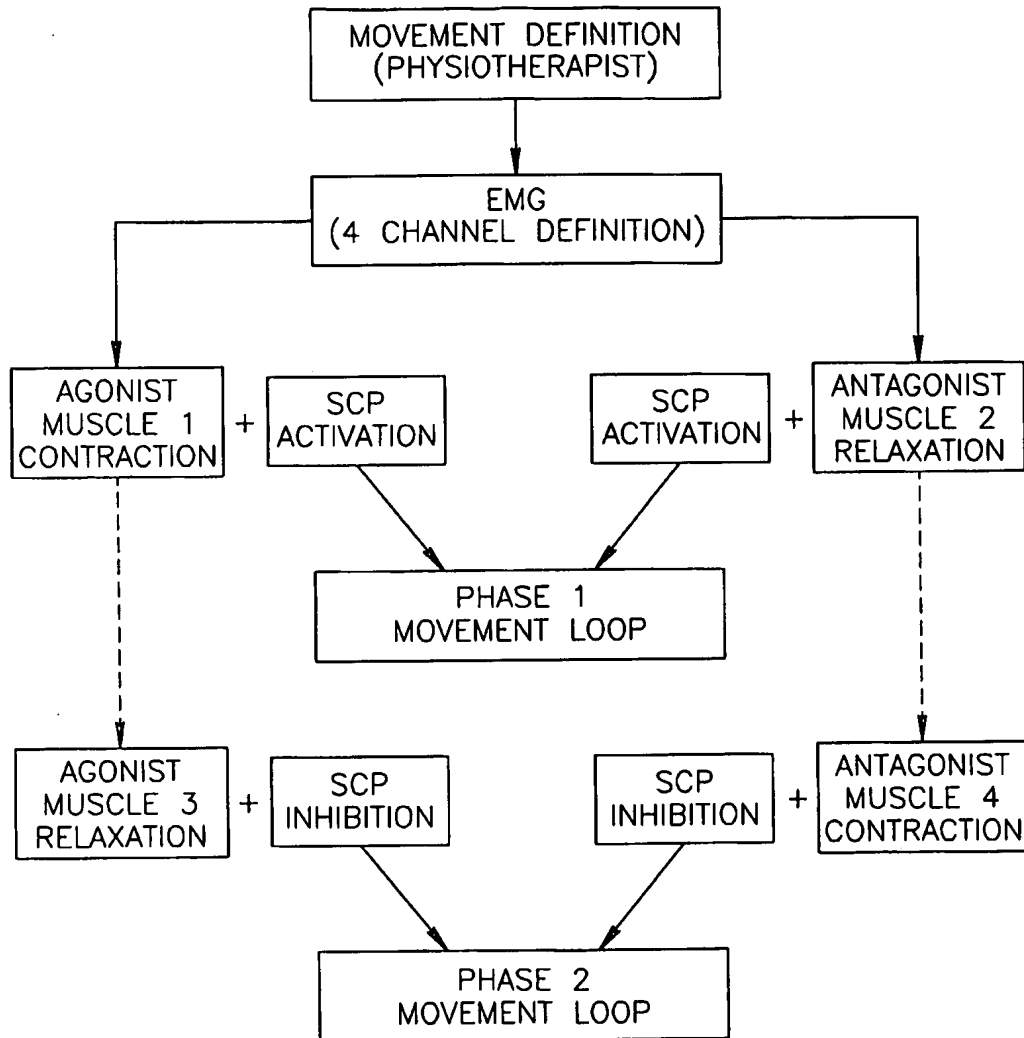 MOVEMENT DEFINITION
(PHYSIOTHERAPIST)
EMG
(4 CHANNEL DEFINITION)
AGONIST
MUSCLE 1
CONTRACTION
+
SCP
ACTIVATION
SCP
ACTIVATION
+
ANTAGONIST
MUSCLE 2
RELAXATION
PHASE 1
MOVEMENT LOOP
AGONIST
MUSCLE 3
RELAXATION
+
SCP
INHIBITION
SCP
INHIBITION
+
ANTAGONIST
MUSCLE 4
CONTRACTION
PHASE 2
MOVEMENT LOOP